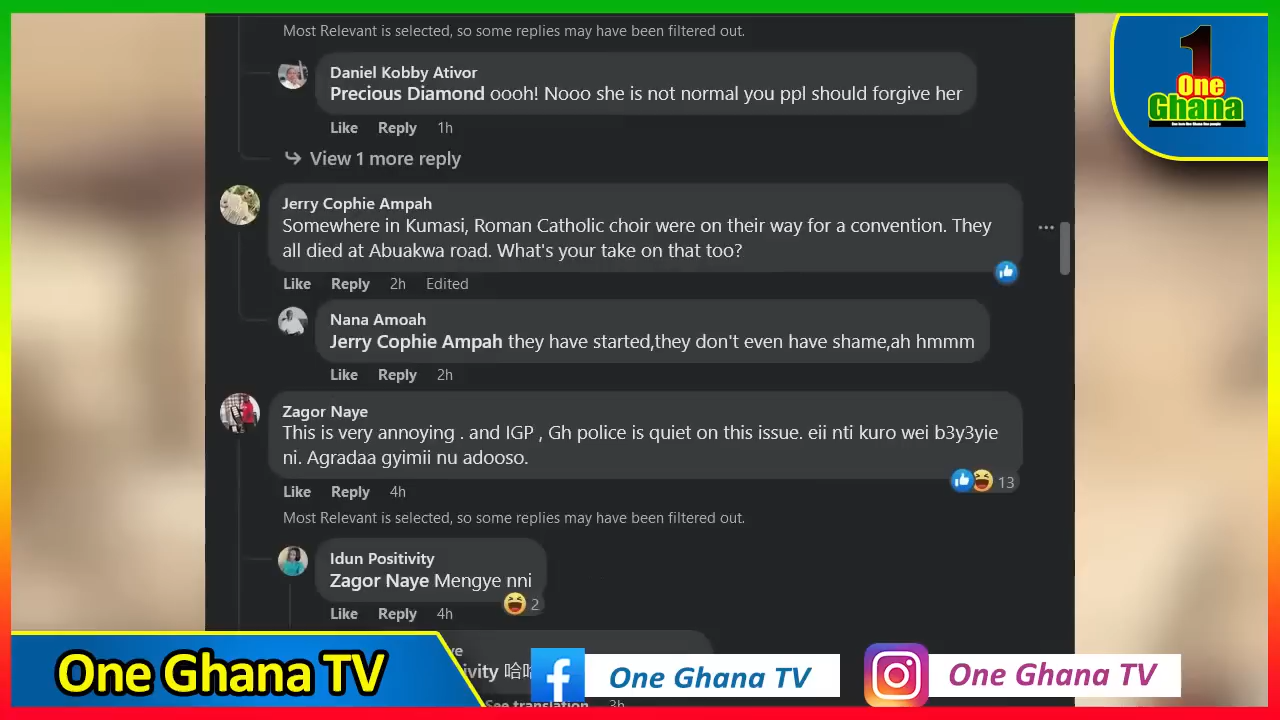 Most Relevant is selected, so some replies may have been filtered out.
Daniel Kobby Ativor
Precious Diamond oooh! Nooo she is not normal you ppl should forgive her
Like Reply 1h
View 1 more reply
Jerry Cophie Ampah
Somewhere in Kumasi, Roman Catholic choir were on their way for a convention. They
all died at Abuakwa road. What's your take on that too?
Like Reply 2h Edited
Nana Amoah
Jerry Cophie Ampah they have started,they don't even have shame,ah hmmm
Like Reply 2h
Zagor Naye
This is very annoying . and IGP , Gh police is quiet on this issue. eii nti kuro wei b3y3yie
ni. Agradaa gyimii nu adooso.
Like Reply 4h
13
Most Relevant is selected, so some replies may have been filtered out.
Idun Positivity
Zagor Naye Mengye nni
2
Like Reply 4h
See translation 3h
1
One
Ghana
One Ghana TV
One Ghana TV
One Ghana TV